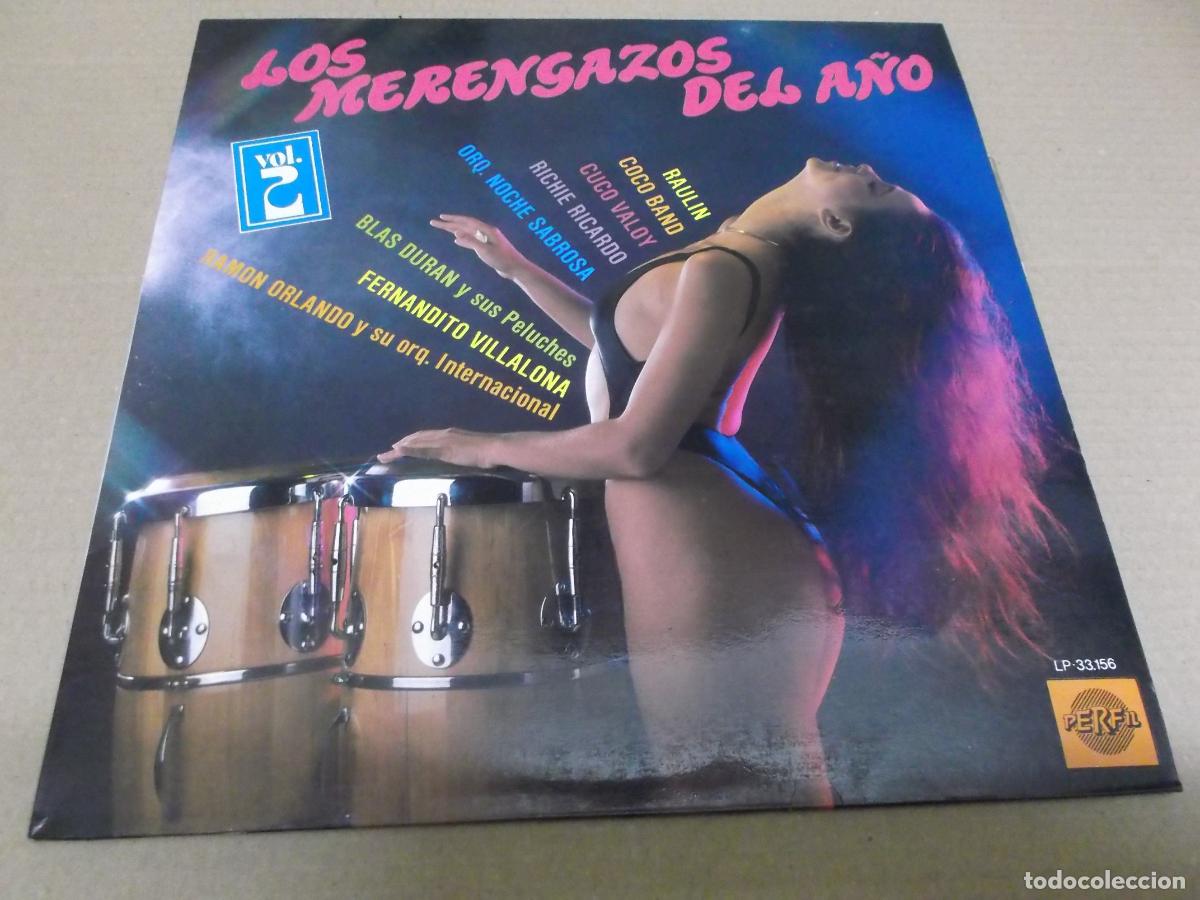 LOS
MERENGAZOS
DEL AÑO
vol.
2
RAULIN
COCO BAND
CUCO VALOY
RICHIE RICARDO
ORQ. NOCHE SABROSA
BLAS DURAN y sus Peluches
FERNANDITO VILLALONA
RAMON ORLANDO y su orq. Internacional
LP-33.156
PERFIL
todocoleccion